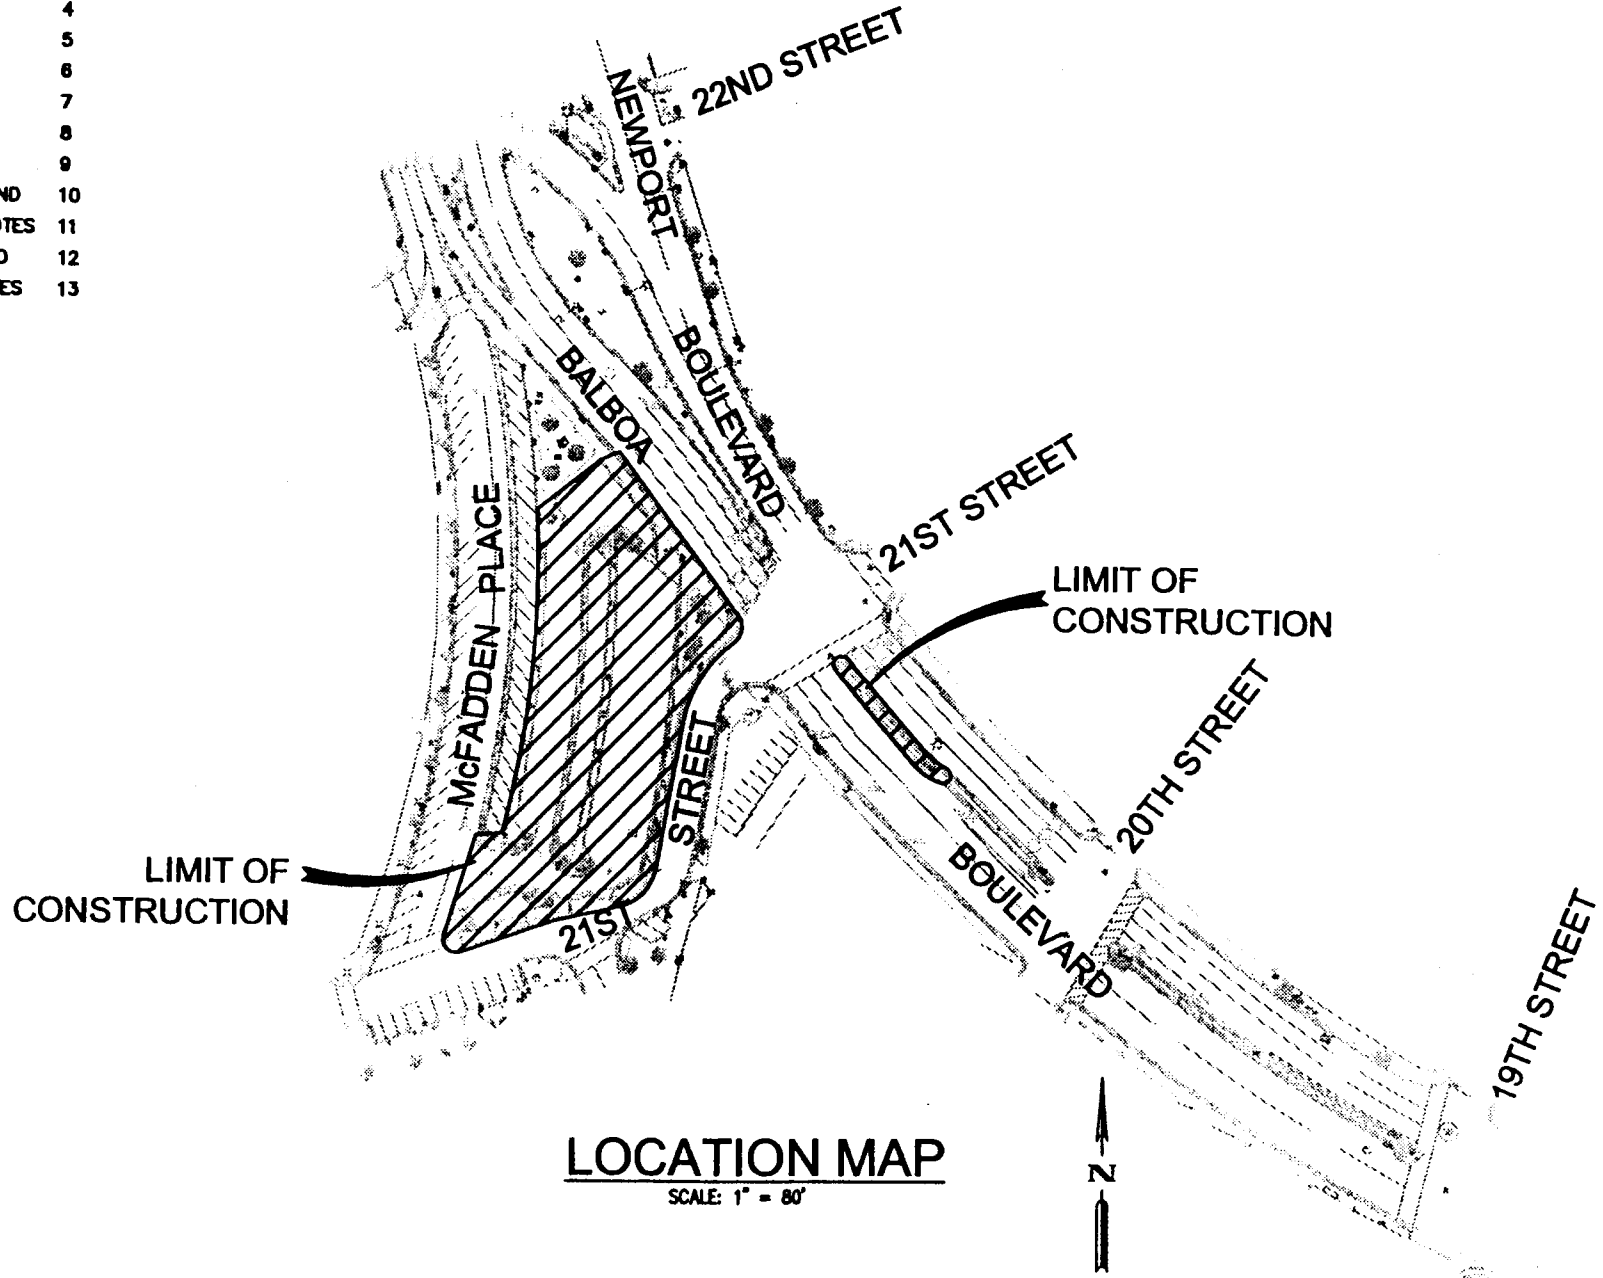 4
5
6
7
8
9
ND 10
OTES 11
D 12
ES 13
22ND STREET
NEWPORT
BOULEVARD
BALBOA
21ST STREET
McFADDEN PLACE
LIMIT OF
CONSTRUCTION
20TH STREET
STREET
21ST
LIMIT OF
CONSTRUCTION
BOULEVARD
19TH STREET
LOCATION MAP
SCALE: 1" = 80'
N